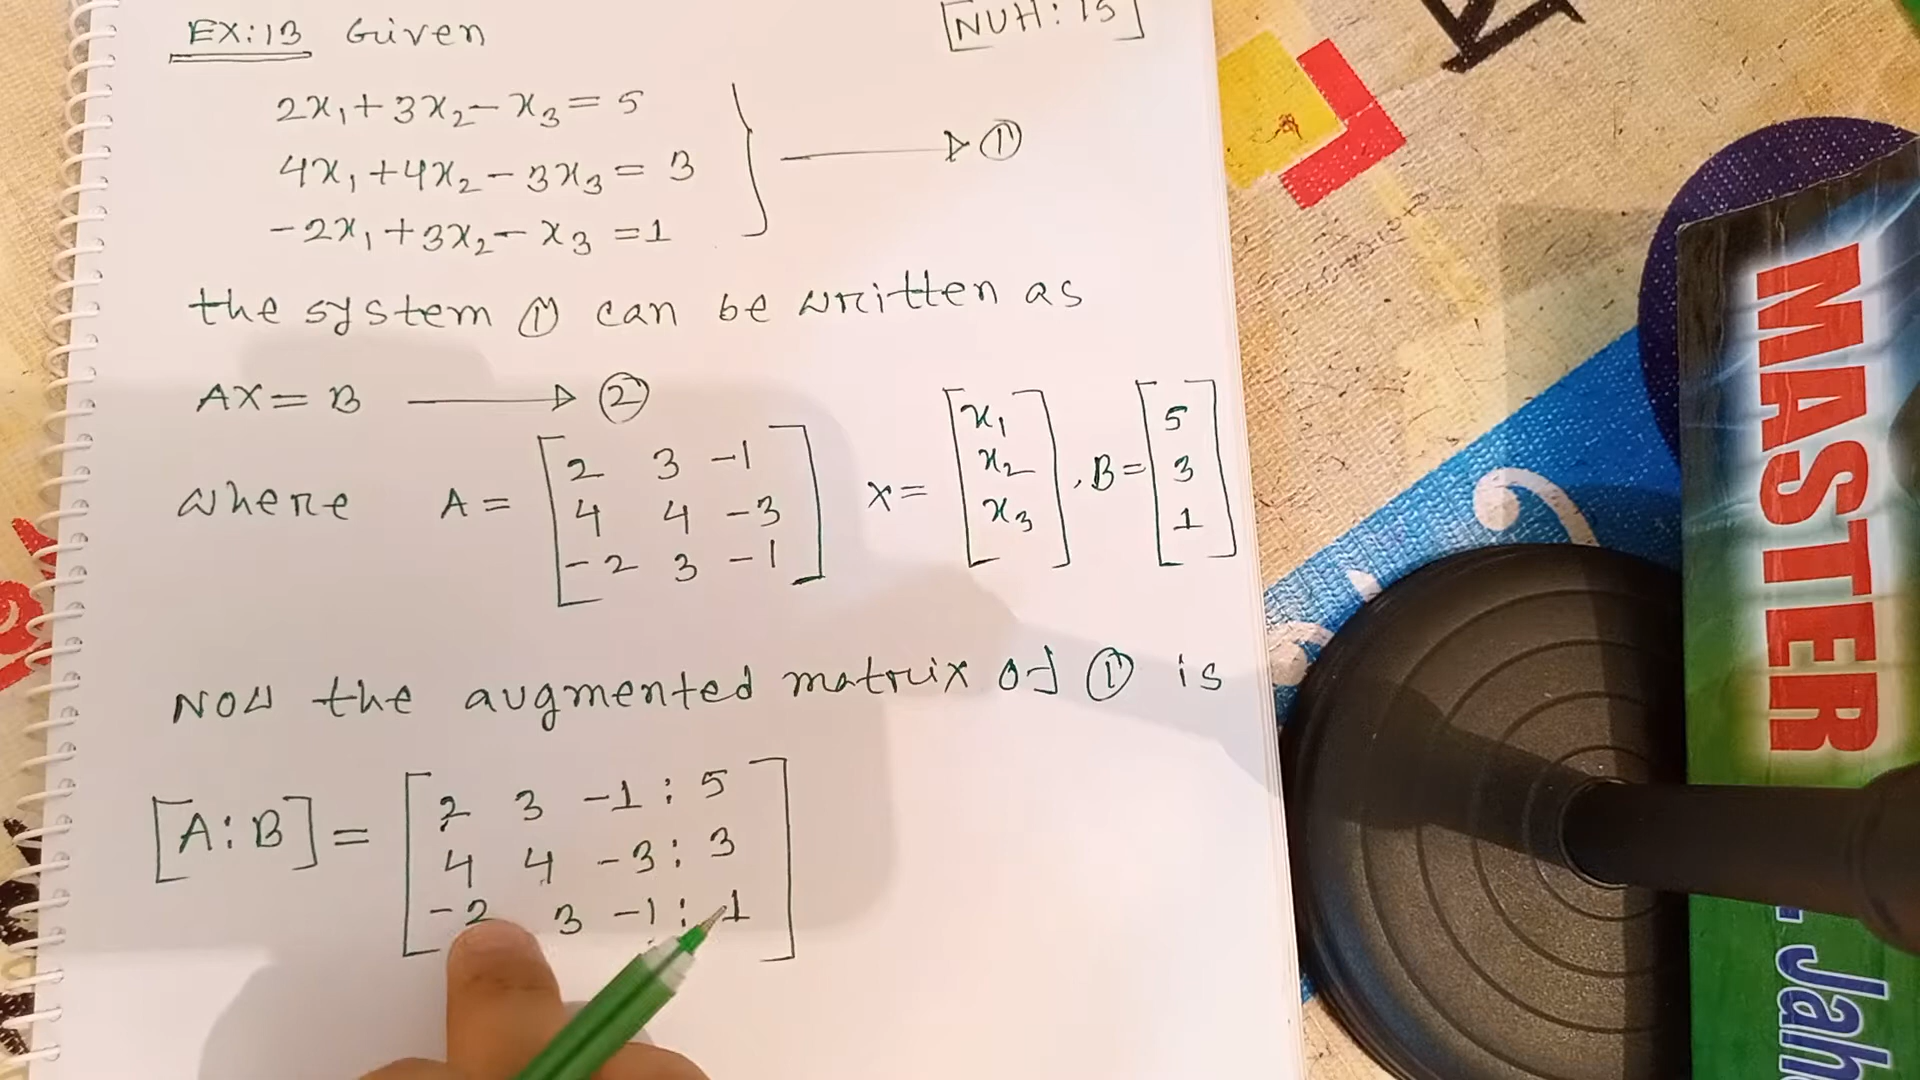 EX:13 Given [NUH: 15]
2x₁+3x₂-x₃=5
4x₁+4x₂-3x₃=3 → ①
-2x₁+3x₂-x₃=1
the system ① can be written as
AX=B → ②
where A= [2 3 -1
4 4 -3
-2 3 -1]
X= [x₁
x₂
x₃]
, B= [5
3
1]
Now the augmented matrix of ① is
[A:B]= [2 3 -1 : 5
4 4 -3 : 3
-2 3 -1 : 1]
MASTER
Jah